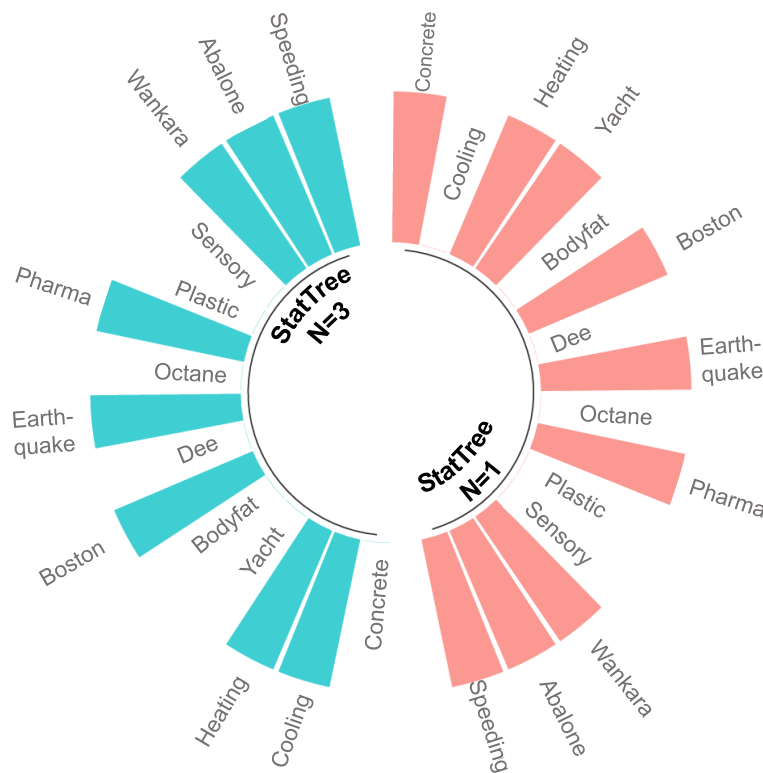 Concrete
Cooling
Heating
Yacht
Bodyfat
Boston
Dee
Earth-
quake
Octane
Pharma
Plastic
Sensory
Wankara
Abalone
Speeding
StatTree
N=1
Concrete
Cooling
Heating
Yacht
Bodyfat
Boston
Dee
Earth-
quake
Octane
Pharma
Plastic
Sensory
Wankara
Abalone
Speeding
StatTree
N=3